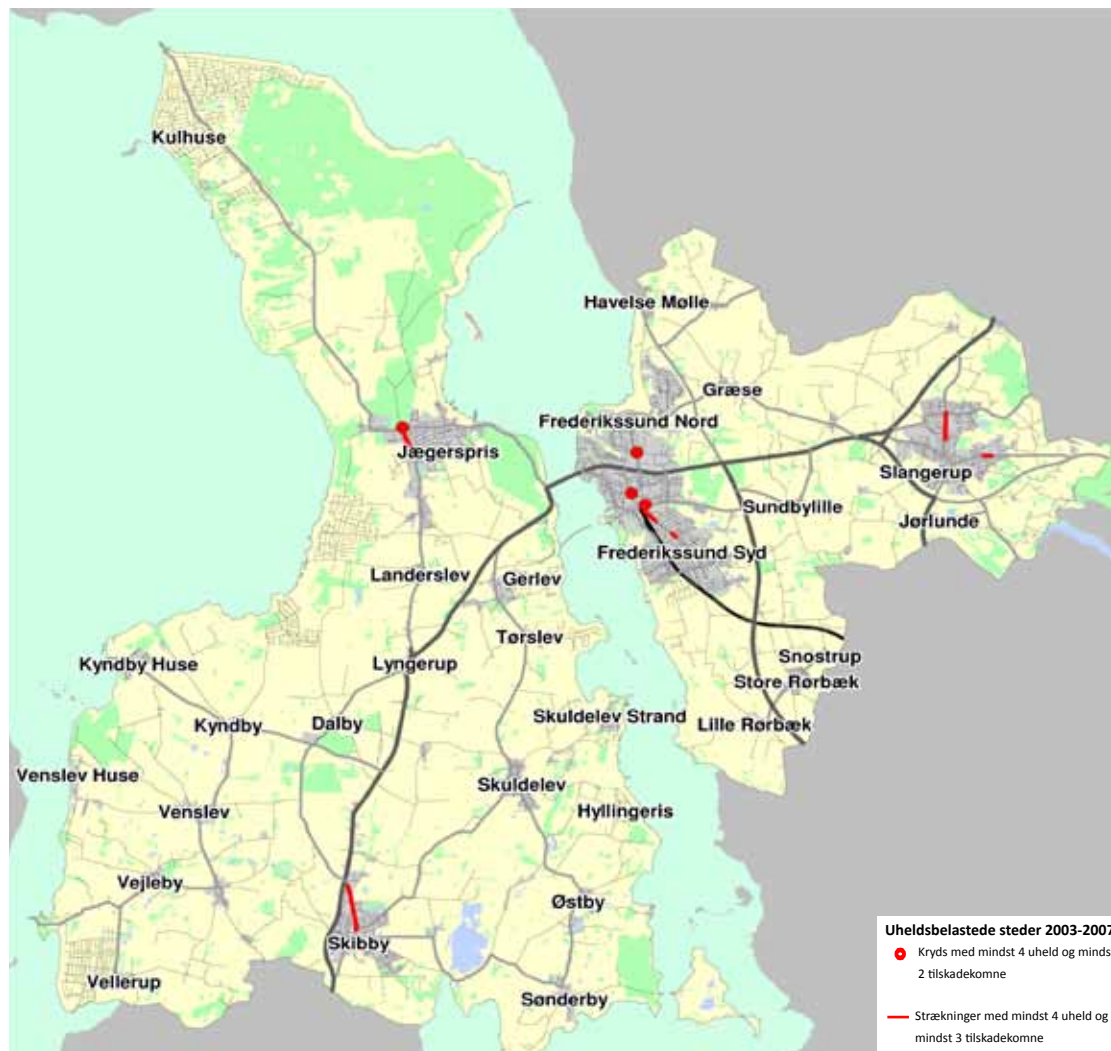 Kulhuse
Havelse Mølle
Græse
Frederikssund Nord
Jægerspris
Slangerup
Sundbylille
Jørlunde
Frederikssund Syd
Landerslev
Gerlev
Tørslev
Snostrup
Kyndby Huse
Lyngerup
Store Rørbæk
Skuldelev Strand
Lille Rørbæk
Kyndby
Dalby
Venslev Huse
Skuldelev
Venslev
Hyllingeris
Vejleby
Østby
Skibby
Vellerup
Sønderby
Uheldsbelastede steder 2003-2007
Kryds med mindst 4 uheld og minds
2 tilskadekomne
Strækninger med mindst 4 uheld og
mindst 3 tilskadekomne